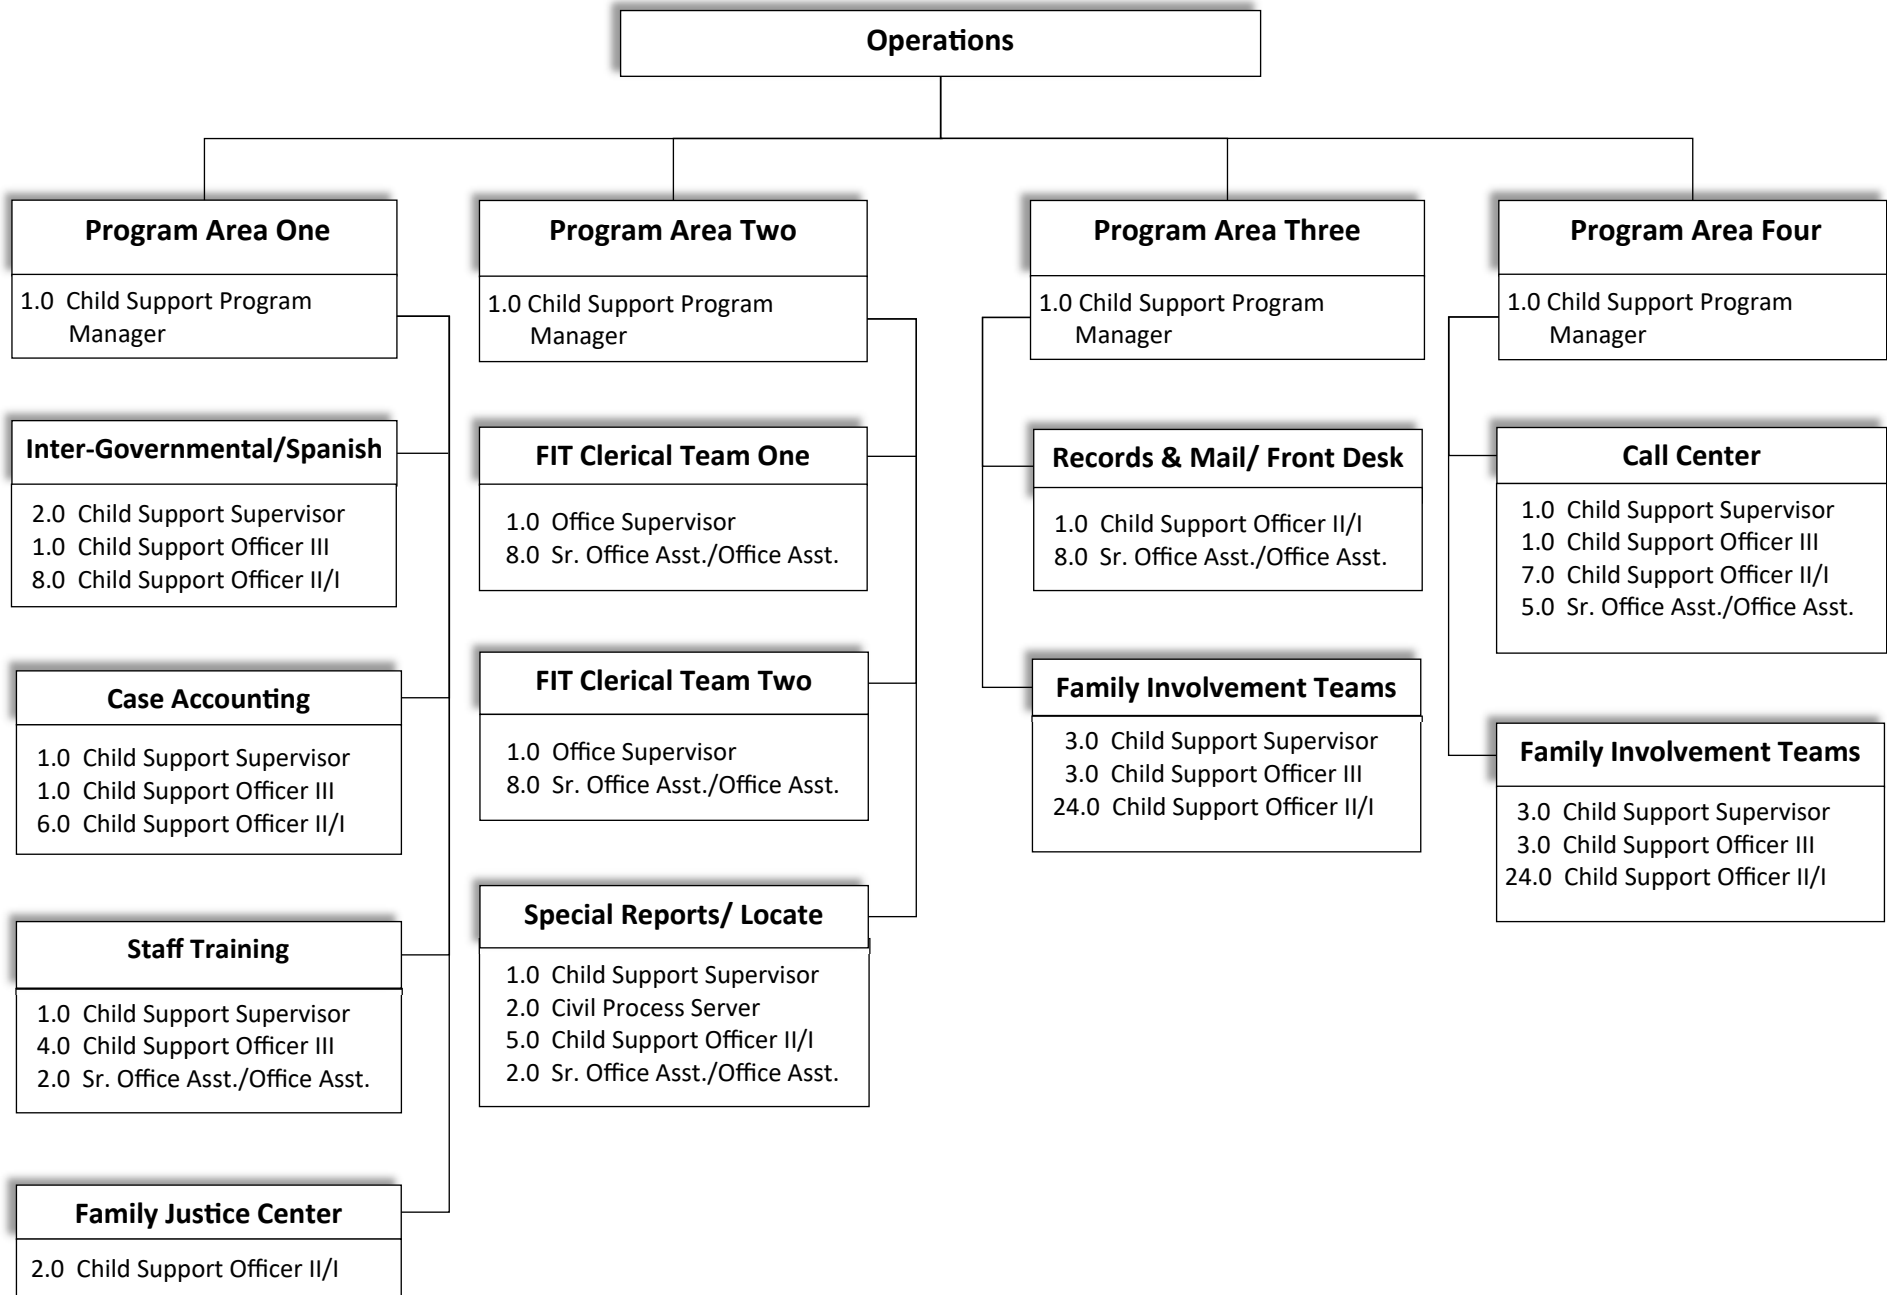 Operations
Program Area One
1.0 Child Support Program
Manager
Inter-Governmental/Spanish
2.0 Child Support Supervisor
1.0 Child Support Officer III
8.0 Child Support Officer II/I
Case Accounting
1.0 Child Support Supervisor
1.0 Child Support Officer III
6.0 Child Support Officer II/I
Staff Training
1.0 Child Support Supervisor
4.0 Child Support Officer III
2.0 Sr. Office Asst./Office Asst.
Family Justice Center
2.0 Child Support Officer II/I
Program Area Two
1.0 Child Support Program
Manager
FIT Clerical Team One
1.0 Office Supervisor
8.0 Sr. Office Asst./Office Asst.
FIT Clerical Team Two
1.0 Office Supervisor
8.0 Sr. Office Asst./Office Asst.
Special Reports/ Locate
1.0 Child Support Supervisor
2.0 Civil Process Server
5.0 Child Support Officer II/I
2.0 Sr. Office Asst./Office Asst.
Program Area Three
1.0 Child Support Program
Manager
Records & Mail/ Front Desk
1.0 Child Support Officer II/I
8.0 Sr. Office Asst./Office Asst.
Family Involvement Teams
3.0 Child Support Supervisor
3.0 Child Support Officer III
24.0 Child Support Officer II/I
Program Area Four
1.0 Child Support Program
Manager
Call Center
1.0 Child Support Supervisor
1.0 Child Support Officer III
7.0 Child Support Officer II/I
5.0 Sr. Office Asst./Office Asst.
Family Involvement Teams
3.0 Child Support Supervisor
3.0 Child Support Officer III
24.0 Child Support Officer II/I